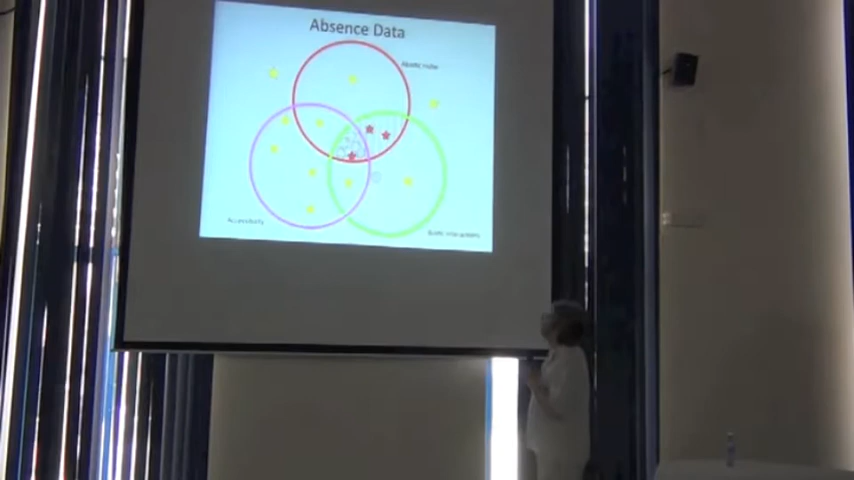 Absence Data
Abiotic niche
Accessibility
Biotic interactions